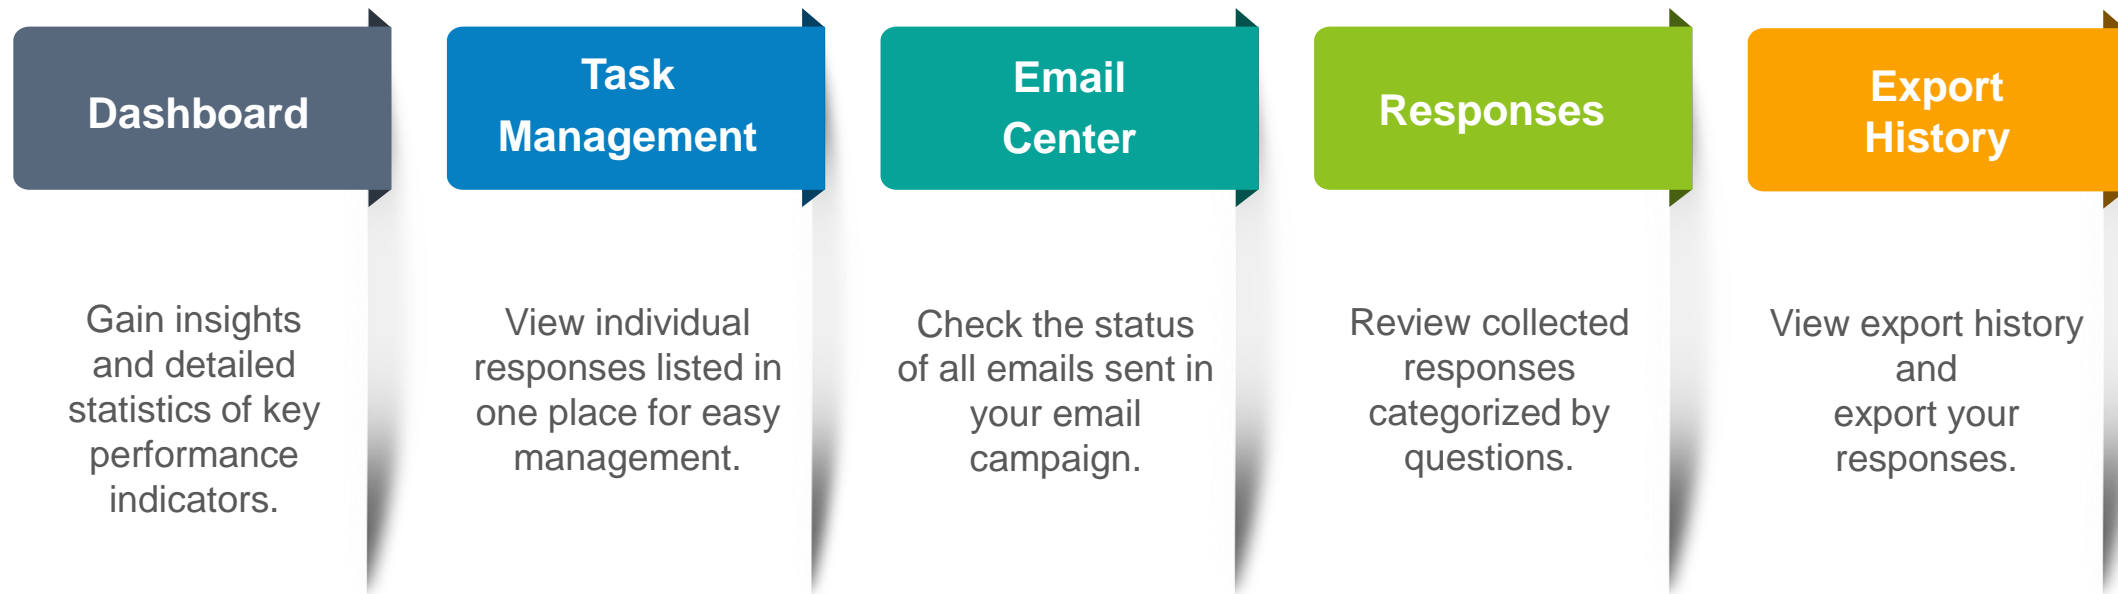 Dashboard
Gain insights
and detailed
statistics of key
performance
indicators.
Task
Management
View individual
responses listed in
one place for easy
management.
Email
Center
Check the status
of all emails sent in
your email
campaign.
Responses
Review collected
responses
categorized by
questions.
Export
History
View export history
and
export your
responses.